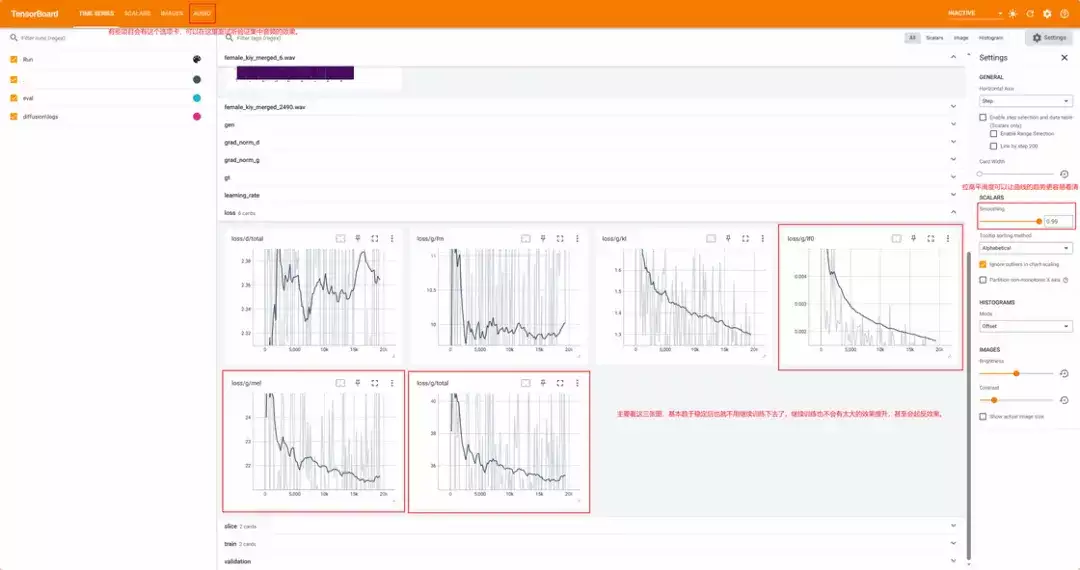 TensorBoard TIME SERIES SCALARS IMAGES AUDIO INACTIVE
有些项目会有这个选项卡，可以在这里面试听验证集中音频的效果。
Filter runs (regex)
Run
.
eval
diffusion\logs
Filter tags (regex)
All Scalars Image Histogram Settings
female_kiy_merged_6.wav
female_kiy_merged_2490.wav
gen
grad_norm_d
grad_norm_g
gt
learning_rate
loss 6 cards
loss/d/total
2.38
2.36
2.34
2.32
0 5,000 10k 15k 20k
loss/g/fm
11
10
0 5,000 10k 15k 20k
loss/g/kl
1.6
1.5
1.4
1.3
0 5,000 10k 15k 20k
loss/g/lf0
0.004
0.003
0.002
0 5,000 10k 15k 20k
loss/g/mel
24
23
22
0 5,000 10k 15k 20k
loss/g/total
40
38
36
0 5,000 10k 15k 20k
主要看这三张图，基本趋于稳定后也就不用继续训练下去了，继续训练也不会有太大的效果提升，甚至会起反效果。
slice 2 cards
train 2 cards
validation
Settings
GENERAL
Horizontal Axis
Step
Enable step selection and data table
(Scalars only)
Enable Range Selection
Link by step 200
Card Width
拉高平滑度可以让曲线的趋势更容易看清
SCALARS
Smoothing
0.99
Tooltip sorting method
Alphabetical
Ignore outliers in chart scaling
Partition non-monotonic X axis
HISTOGRAMS
Mode
Offset
IMAGES
Brightness
Contrast
Show actual image size